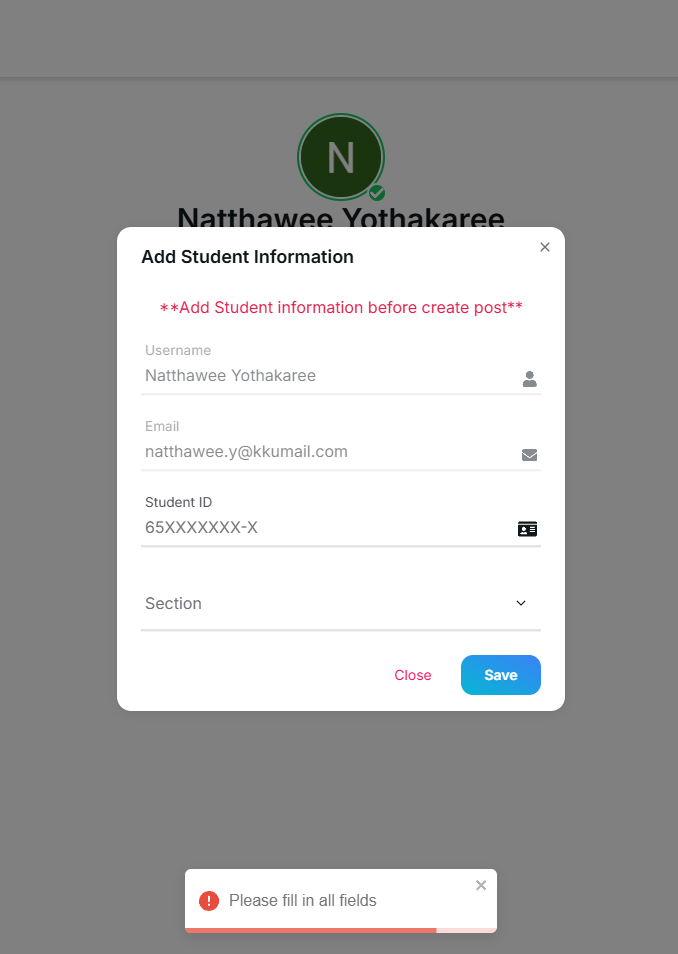 N
Natthawee Yothakaree
Add Student Information
**Add Student information before create post**
Username
Natthawee Yothakaree
Email
natthawee.y@kkumail.com
Student ID
65XXXXXXX-X
Section
Close Save
Please fill in all fields